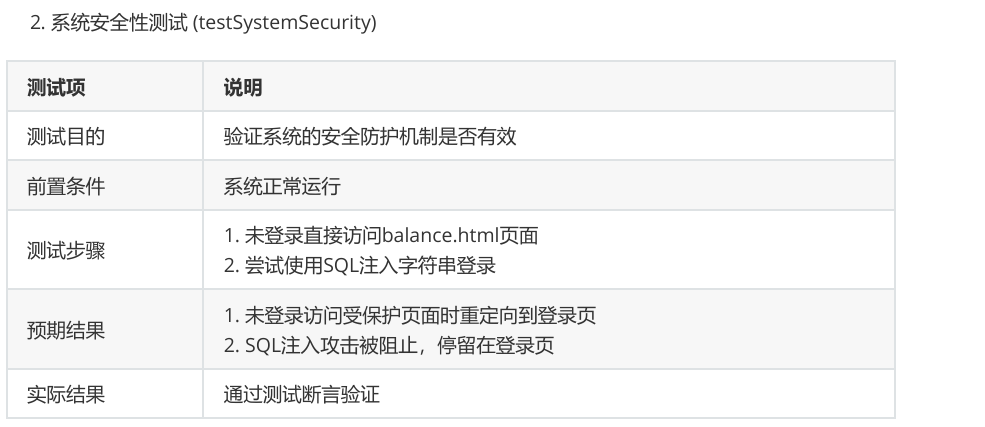 2. 系统安全性测试 (testSystemSecurity)
测试项 说明
测试目的 验证系统的安全防护机制是否有效
前置条件 系统正常运行
测试步骤
1. 未登录直接访问balance.html页面
2. 尝试使用SQL注入字符串登录
预期结果
1. 未登录访问受保护页面时重定向到登录页
2. SQL注入攻击被阻止，停留在登录页
实际结果 通过测试断言验证